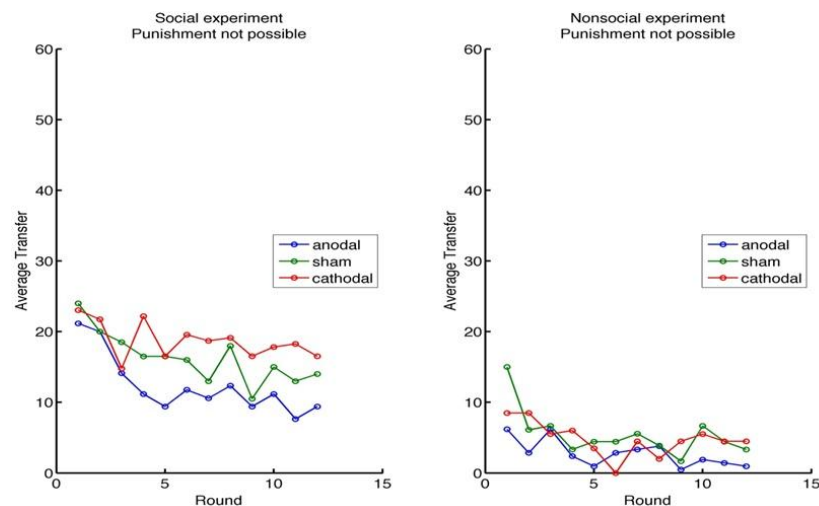 Social experiment
Punishment not possible
60
50
40
30
20
10
0
Average Transfer
anodal
sham
cathodal
0
5
10
15
Round
Nonsocial experiment
Punishment not possible
60
50
40
30
20
10
0
Average Transfer
anodal
sham
cathodal
0
5
10
15
Round